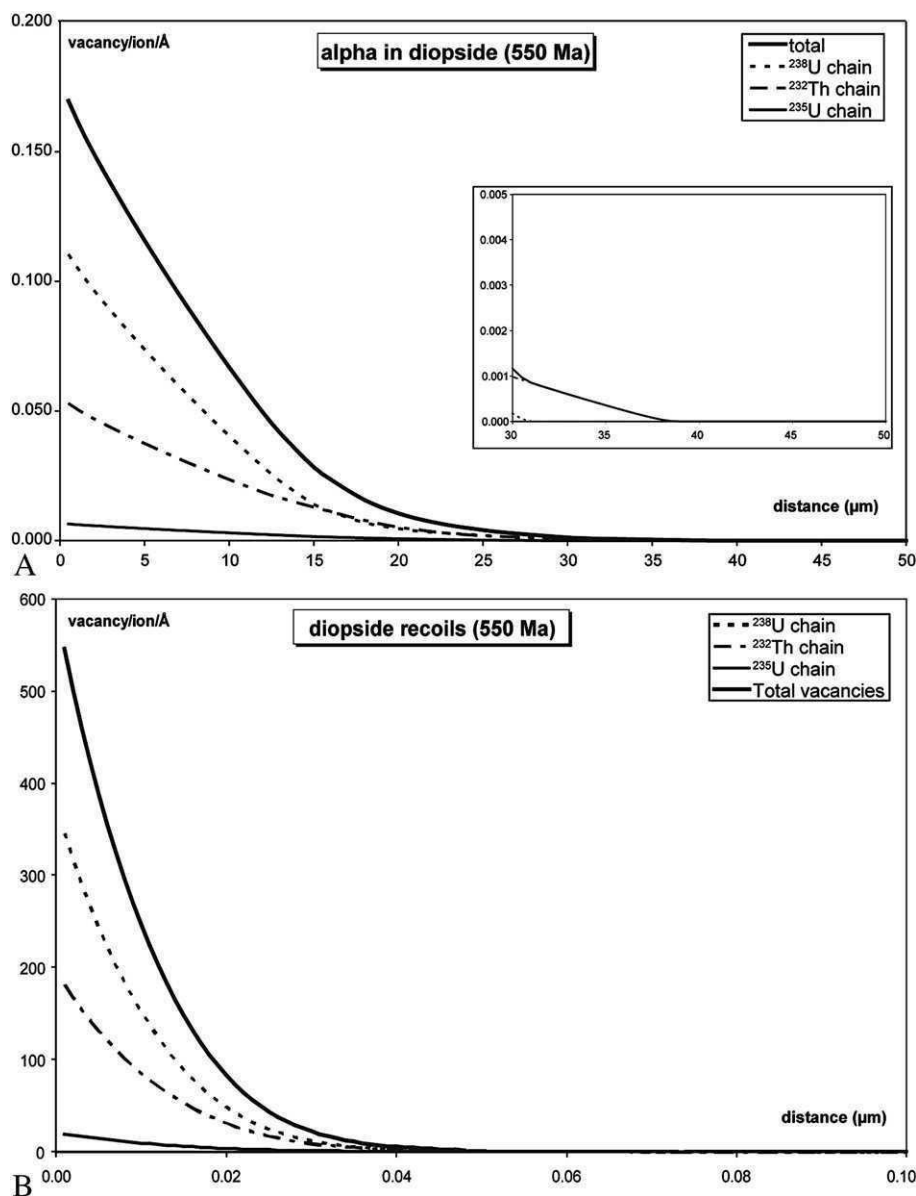 0.200
vacancy/ion/Å
alpha in diopside (550 Ma)
total
²³⁸U chain
²³²Th chain
²³⁵U chain
0.150
0.100
0.050
0.000
0.005
0.004
0.003
0.002
0.001
0.000
30 35 40 45 50
distance (µm)
0 5 10 15 20 25 30 35 40 45 50
A
600
vacancy/ion/Å
diopside recoils (550 Ma)
²³⁸U chain
²³²Th chain
²³⁵U chain
Total vacancies
500
400
300
200
100
0
distance (µm)
0.00 0.02 0.04 0.06 0.08 0.10
B